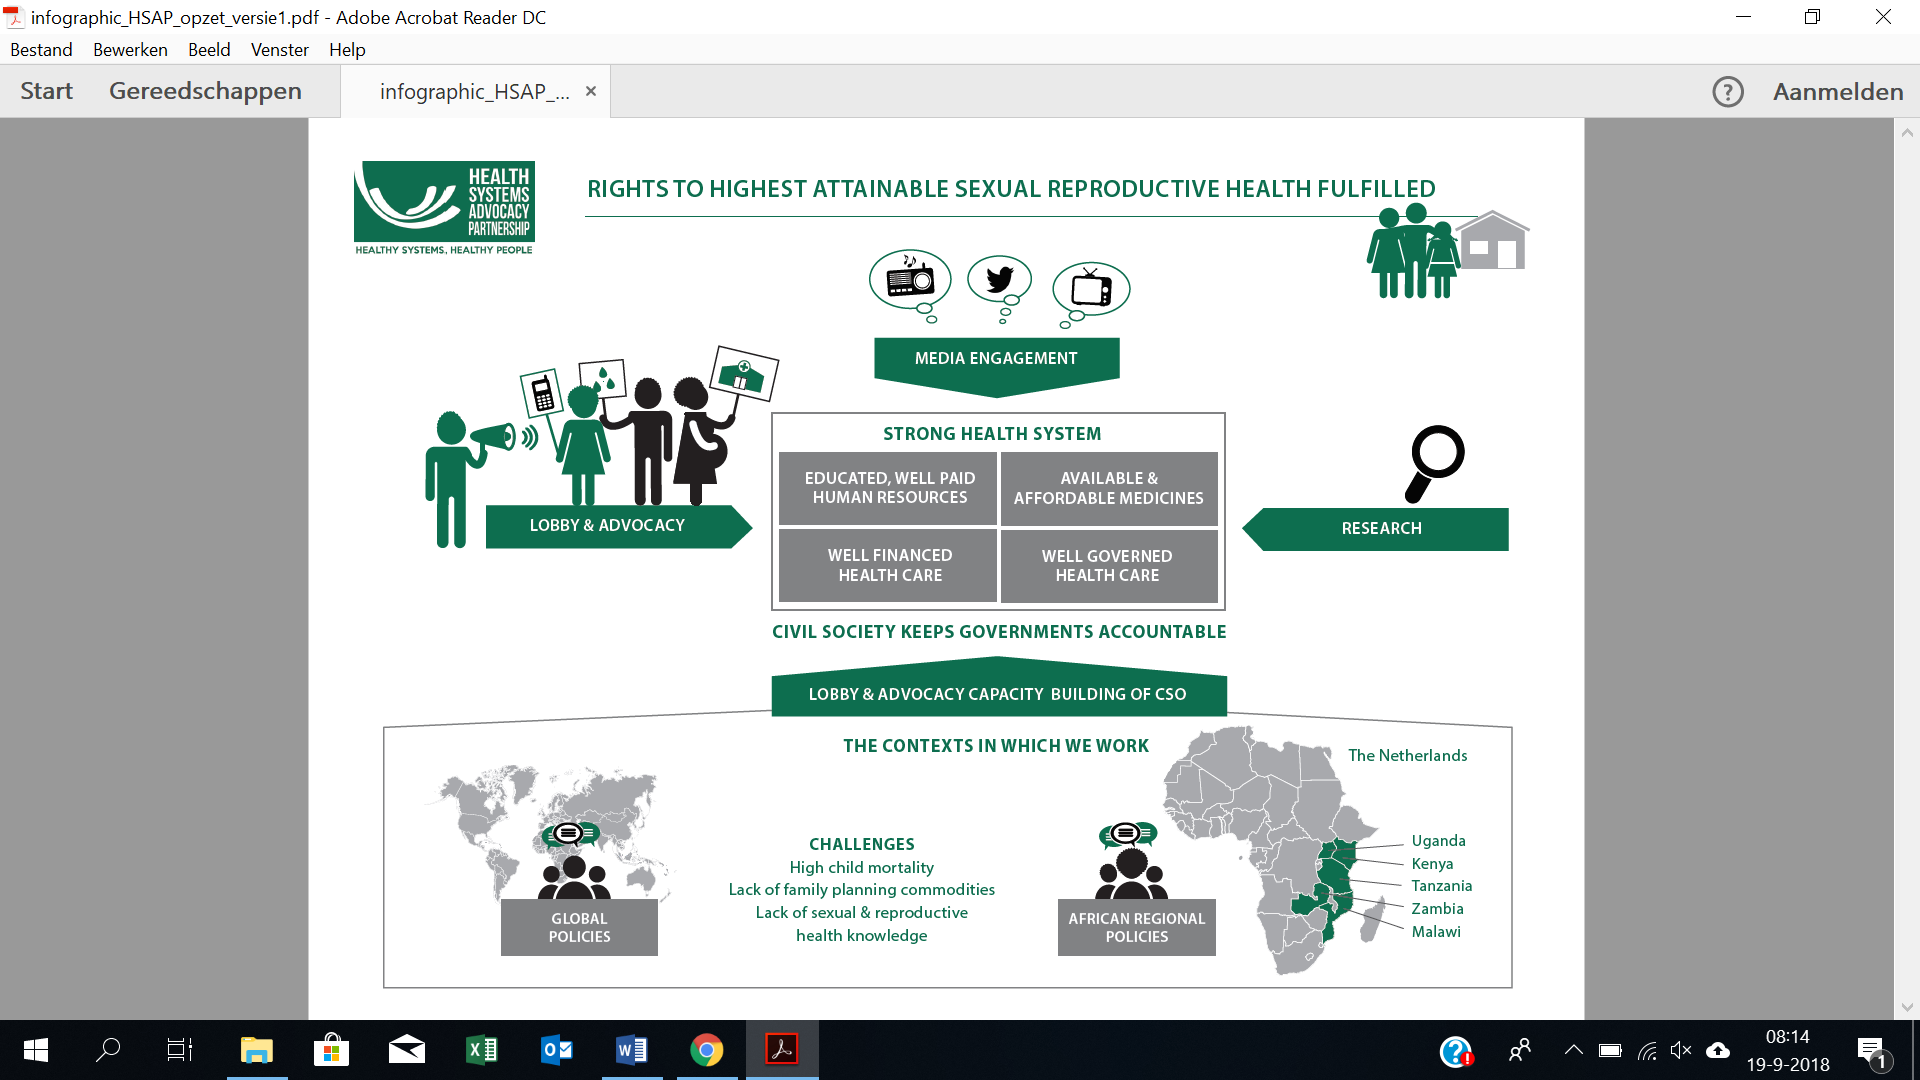 infographic_HSAP_opzet_versie1.pdf - Adobe Acrobat Reader DC
Bestand Bewerken Beeld Venster Help
Start Gereedschappen infographic_HSAP_... × ? Aanmelden
HEALTH
SYSTEMS
ADVOCACY
PARTNERSHIP
HEALTHY SYSTEMS, HEALTHY PEOPLE
RIGHTS TO HIGHEST ATTAINABLE SEXUAL REPRODUCTIVE HEALTH FULFILLED
MEDIA ENGAGEMENT
LOBBY & ADVOCACY
STRONG HEALTH SYSTEM
EDUCATED, WELL PAID
HUMAN RESOURCES
AVAILABLE &
AFFORDABLE MEDICINES
WELL FINANCED
HEALTH CARE
WELL GOVERNED
HEALTH CARE
RESEARCH
CIVIL SOCIETY KEEPS GOVERNMENTS ACCOUNTABLE
LOBBY & ADVOCACY CAPACITY BUILDING OF CSO
THE CONTEXTS IN WHICH WE WORK
GLOBAL
POLICIES
CHALLENGES
High child mortality
Lack of family planning commodities
Lack of sexual & reproductive
health knowledge
AFRICAN REGIONAL
POLICIES
The Netherlands
Uganda
Kenya
Tanzania
Zambia
Malawi
08:14
19-9-2018
1